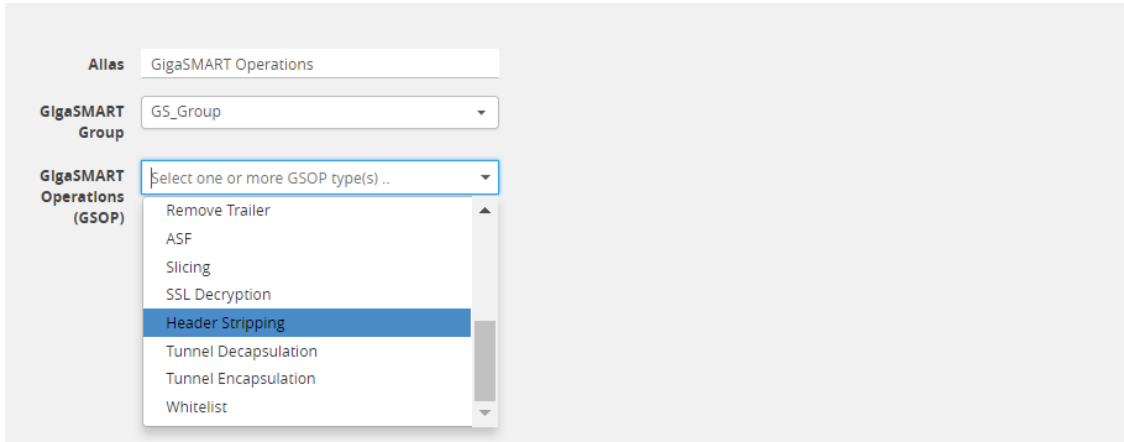 Alias GigaSMART Operations
GigaSMART
Group
GS_Group
GigaSMART
Operations
(GSOP)
Select one or more GSOP type(s) ..
Remove Trailer
ASF
Slicing
SSL Decryption
Header Stripping
Tunnel Decapsulation
Tunnel Encapsulation
Whitelist